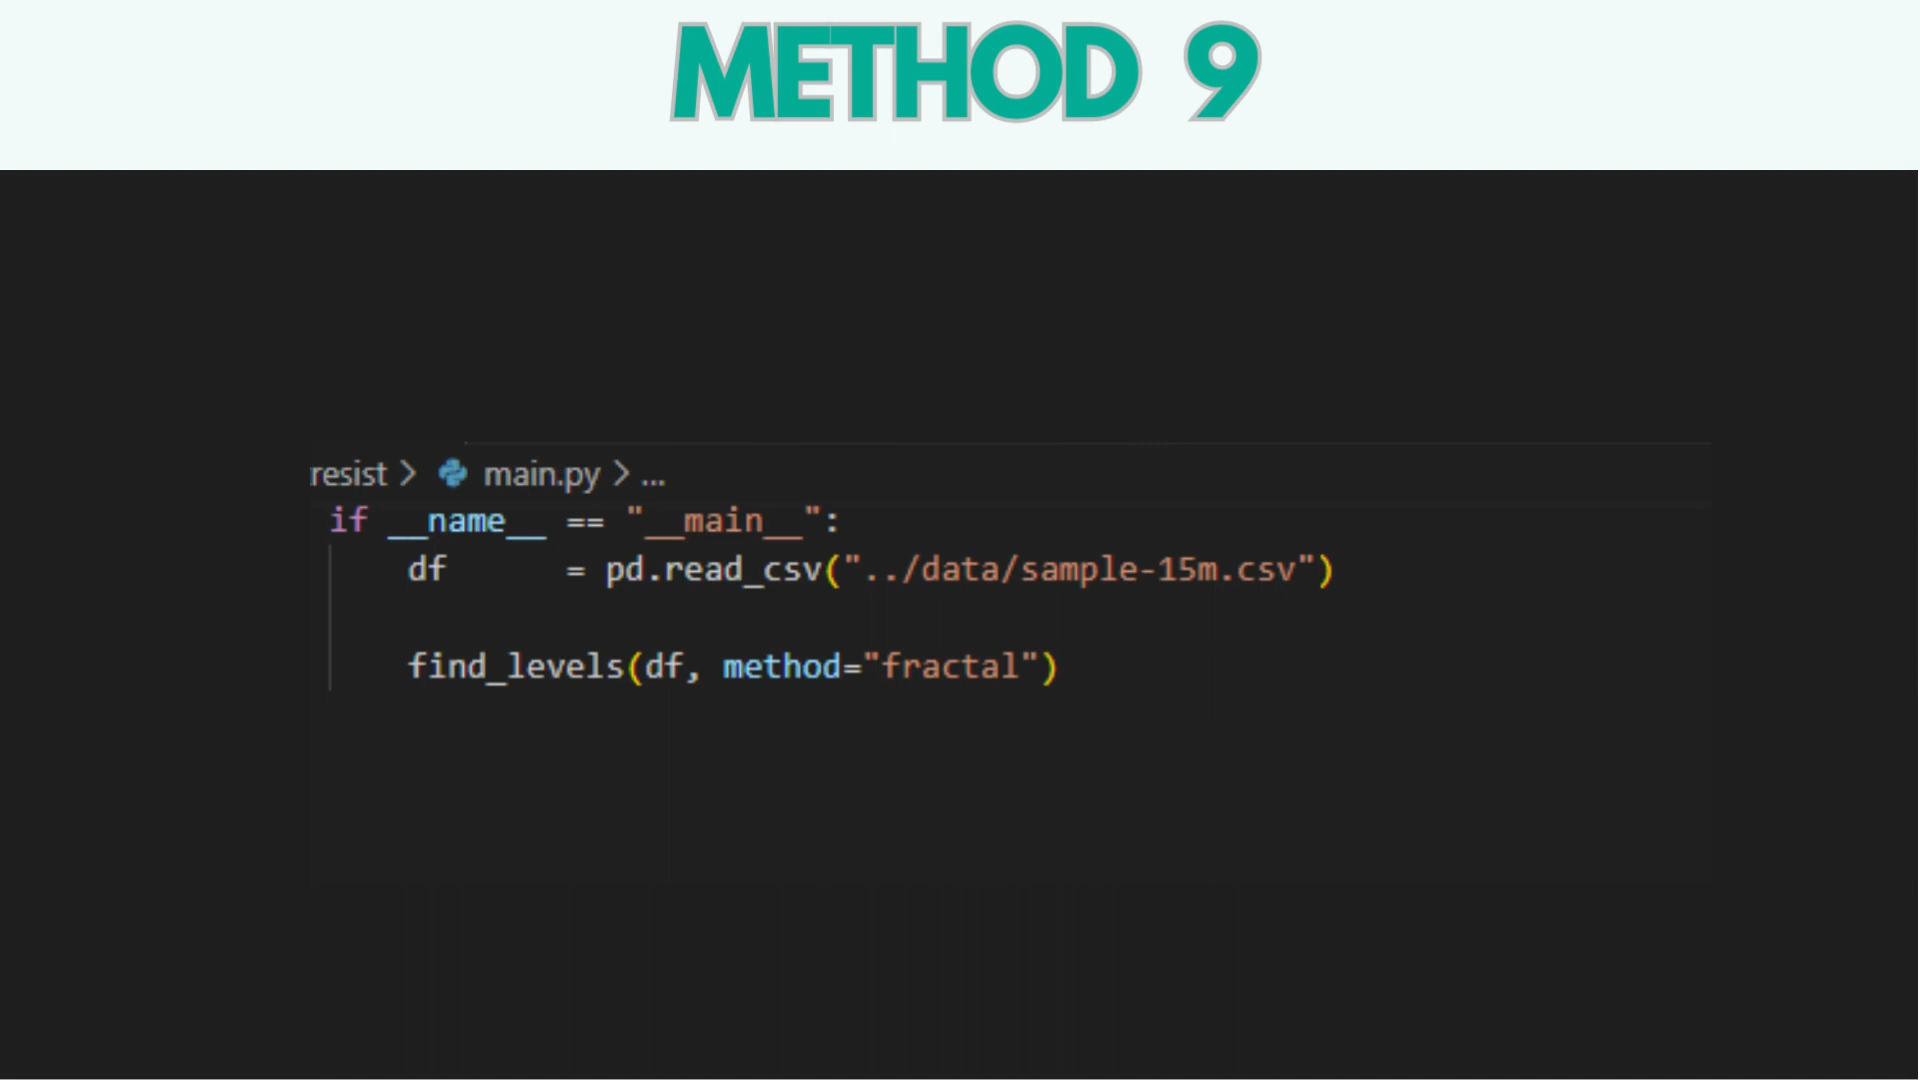 METHOD 9
resist > main.py > ...
if __name__ == "__main__":
df = pd.read_csv("../data/sample-15m.csv")
find_levels(df, method="fractal")